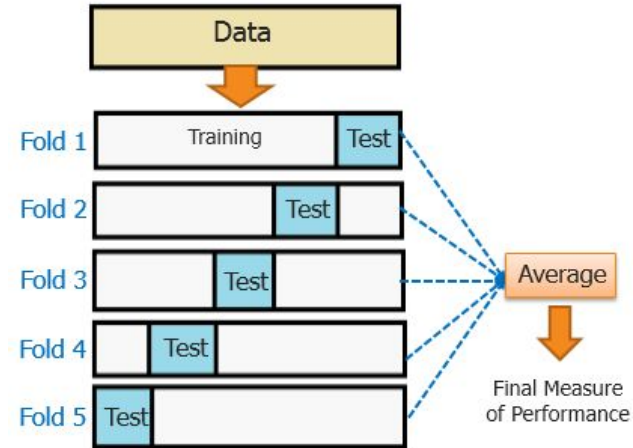 Data
Fold 1
Training
Test
Fold 2
Test
Fold 3
Test
Fold 4
Test
Fold 5
Test
Average
Final Measure
of Performance